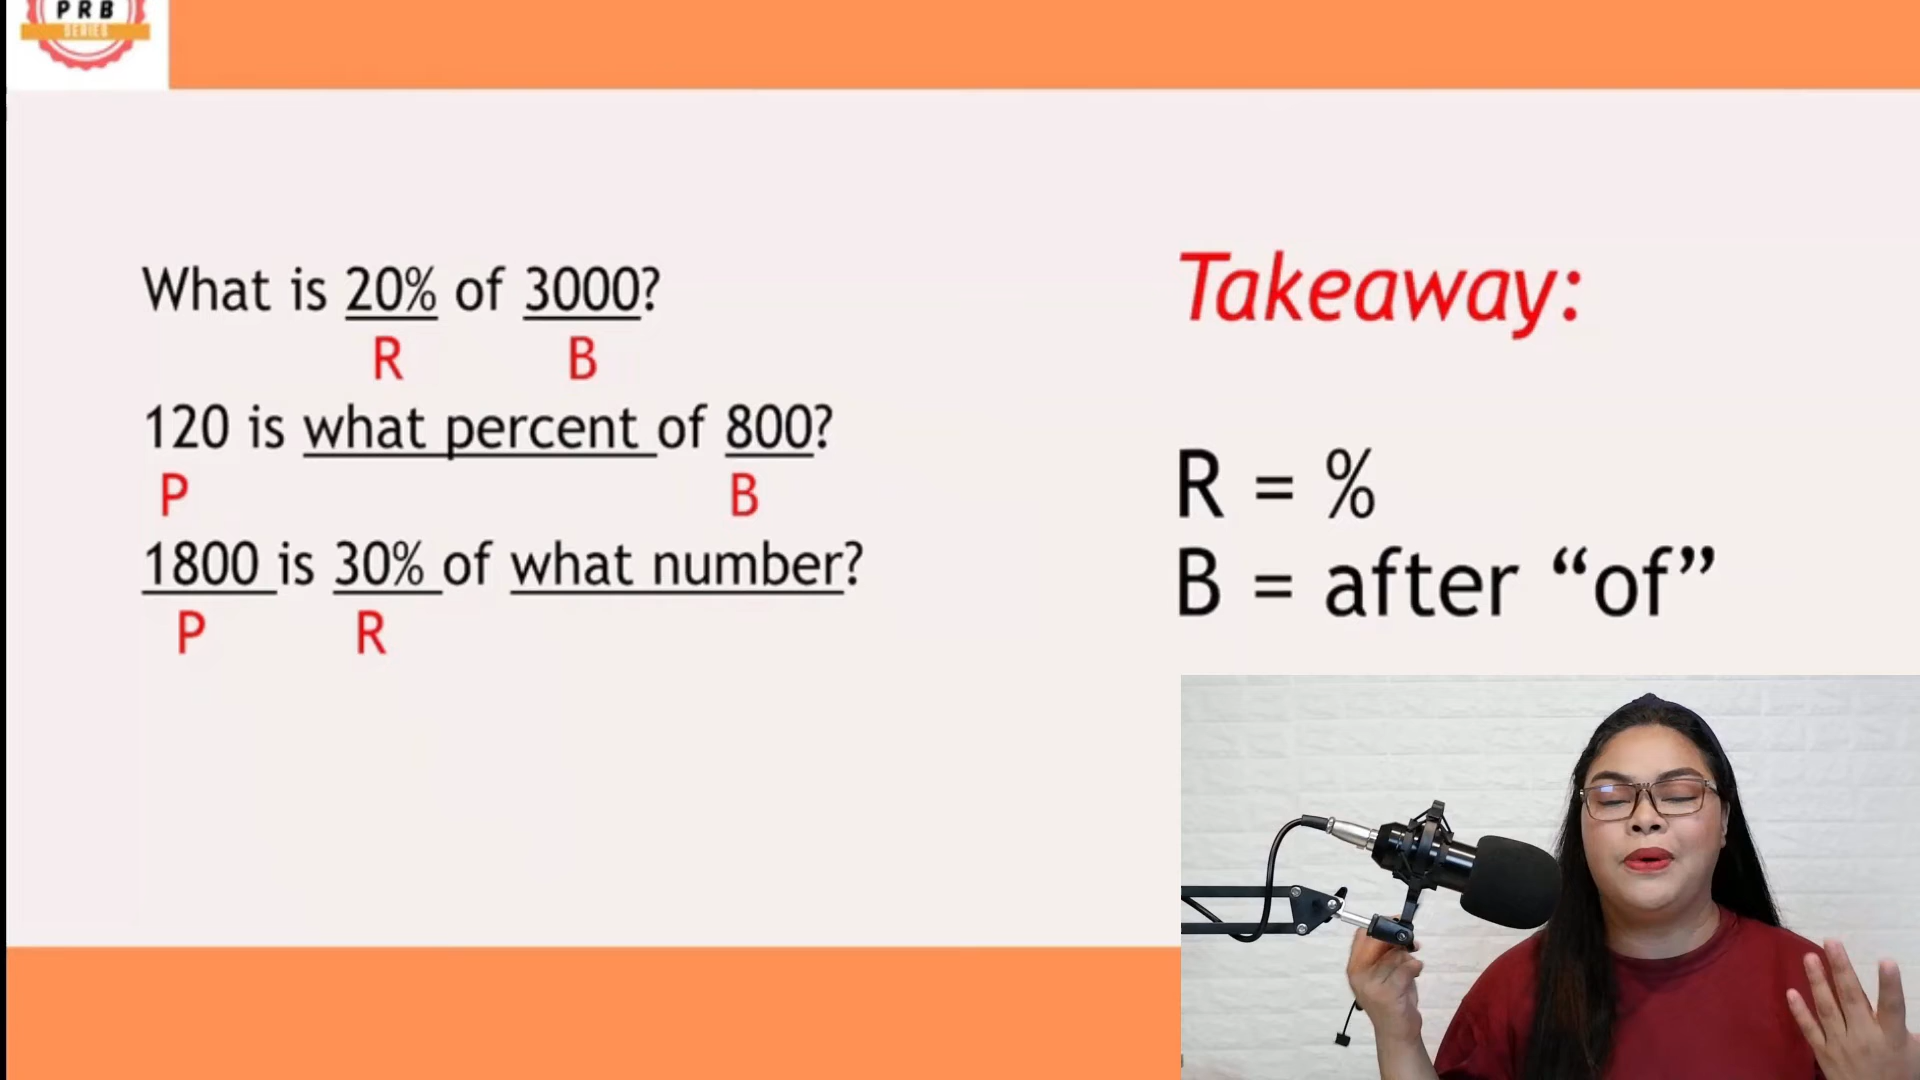 PRB
SERIES
What is 20% of 3000?
R B
120 is what percent of 800?
P B
1800 is 30% of what number?
P R
Takeaway:
R = %
B = after “of”